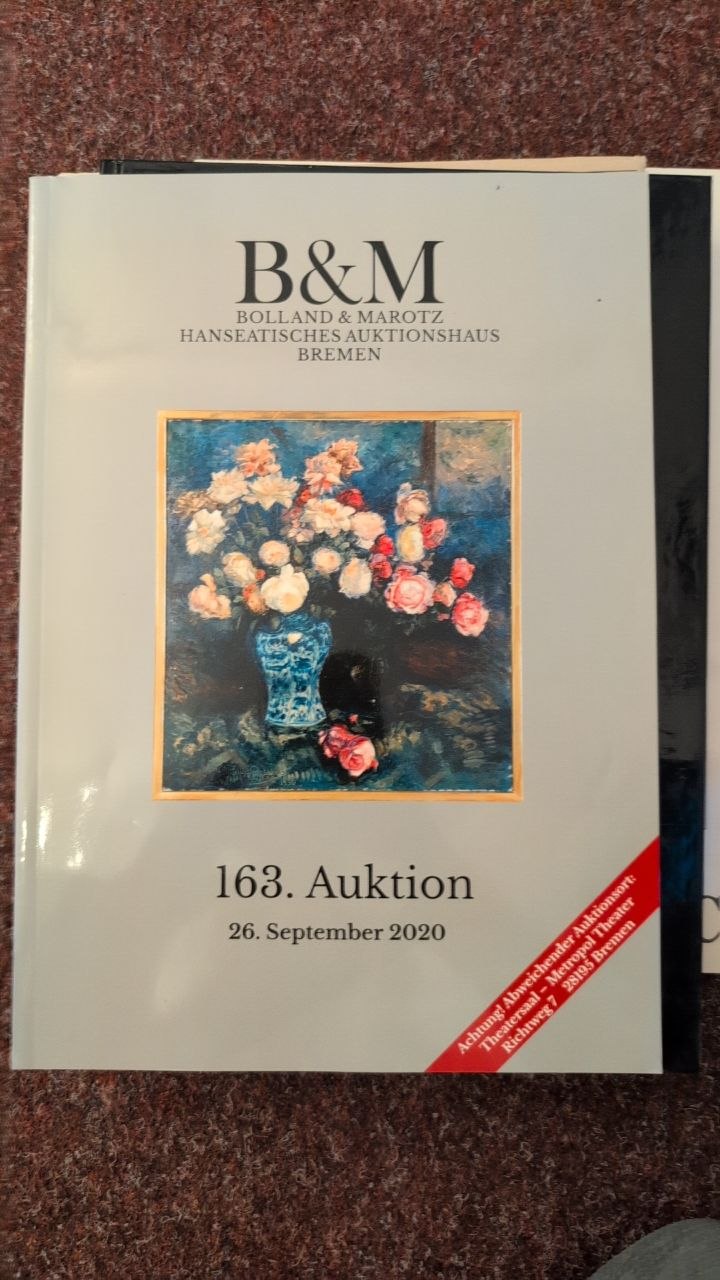 B&M
BOLLAND & MAROTZ
HANSEATISCHES AUKTIONSHAUS
BREMEN
163. Auktion
26. September 2020
Achtung! Abweichender Auktionsort:
Theatersaal – Metropol Theater
Richtweg 7 28195 Bremen